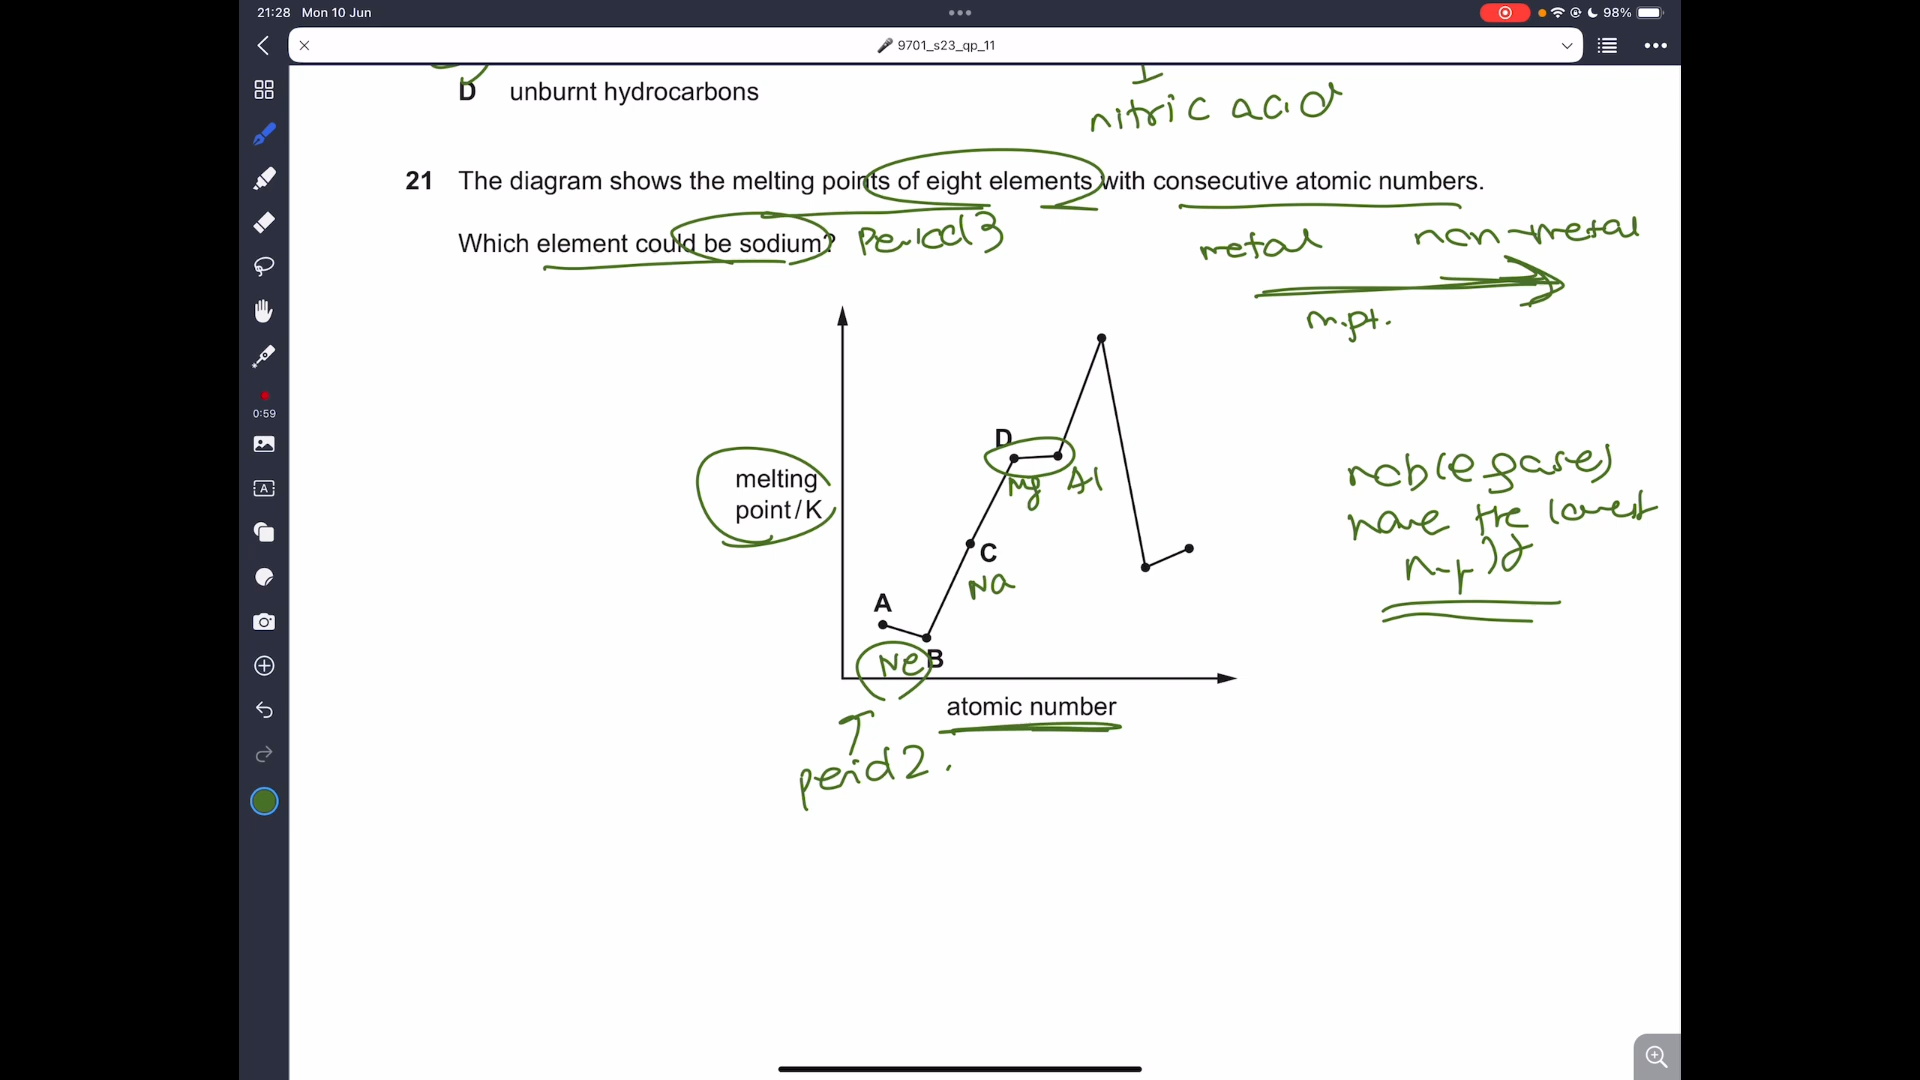 21:28 Mon 10 Jun
98%
9701_s23_qp_11
D unburnt hydrocarbons
nitric acid
21 The diagram shows the melting points of eight elements with consecutive atomic numbers.
Which element could be sodium?
Period 3
metal
non-metal
m.pt.
D
Mg Al
melting
point/K
C
Na
A
Ne
B
noble gases
have the lowest
atomic number
period 2.
0:59
A